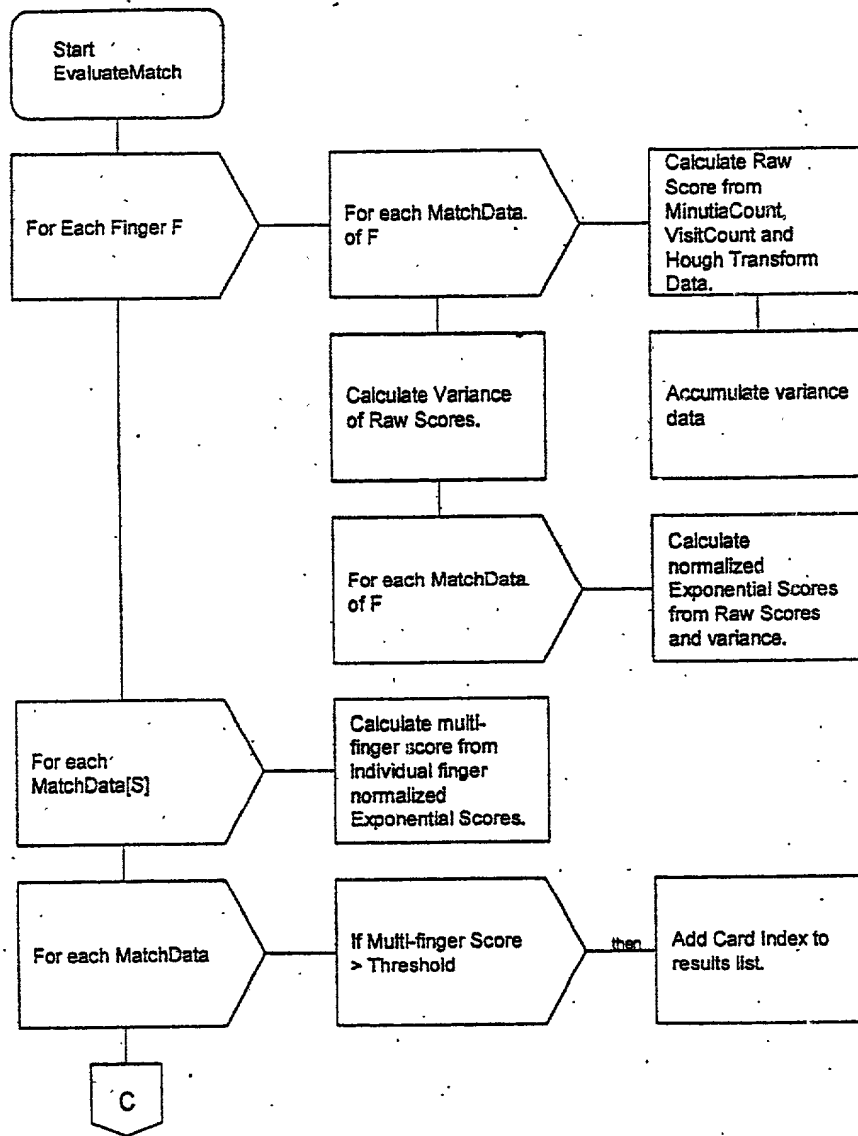 Start
EvaluateMatch
For Each Finger F
For each MatchData.
of F
Calculate Raw
Score from
MinutiaCount,
VisitCount and
Hough Transform
Data.
Calculate Variance
of Raw Scores.
Accumulate variance
data
For each MatchData
of F
Calculate
normalized
Exponential Scores
from Raw Scores
and variance.
For each
MatchData[S]
Calculate multi-
finger score from
individual finger
normalized
Exponential Scores.
For each MatchData
If Multi-finger Score
> Threshold
then
Add Card Index to
results list.
C